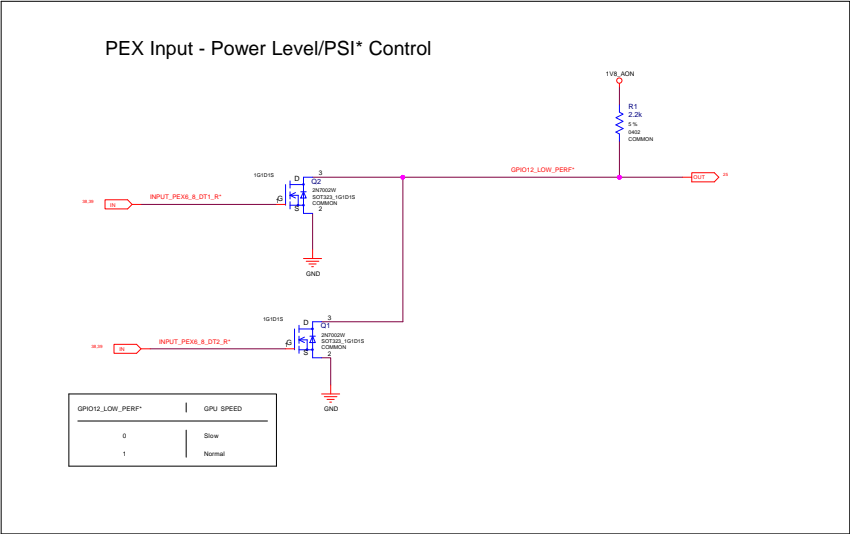 PEX Input - Power Level/PSI* Control
1V8_AON
R1
2.2k
5 %
0402
COMMON
GPIO12_LOW_PERF*
OUT
1G1D1S
D
3
Q2
2N7002W
SOT323_1G1D1S
COMMON
INPUT_PEX6_8_DT1_R*
IN
1
G
S
2
GND
1G1D1S
D
3
Q1
2N7002W
SOT323_1G1D1S
COMMON
INPUT_PEX6_8_DT2_R*
IN
1
G
S
2
GND
GPIO12_LOW_PERF* GPU SPEED
0 Slow
1 Normal